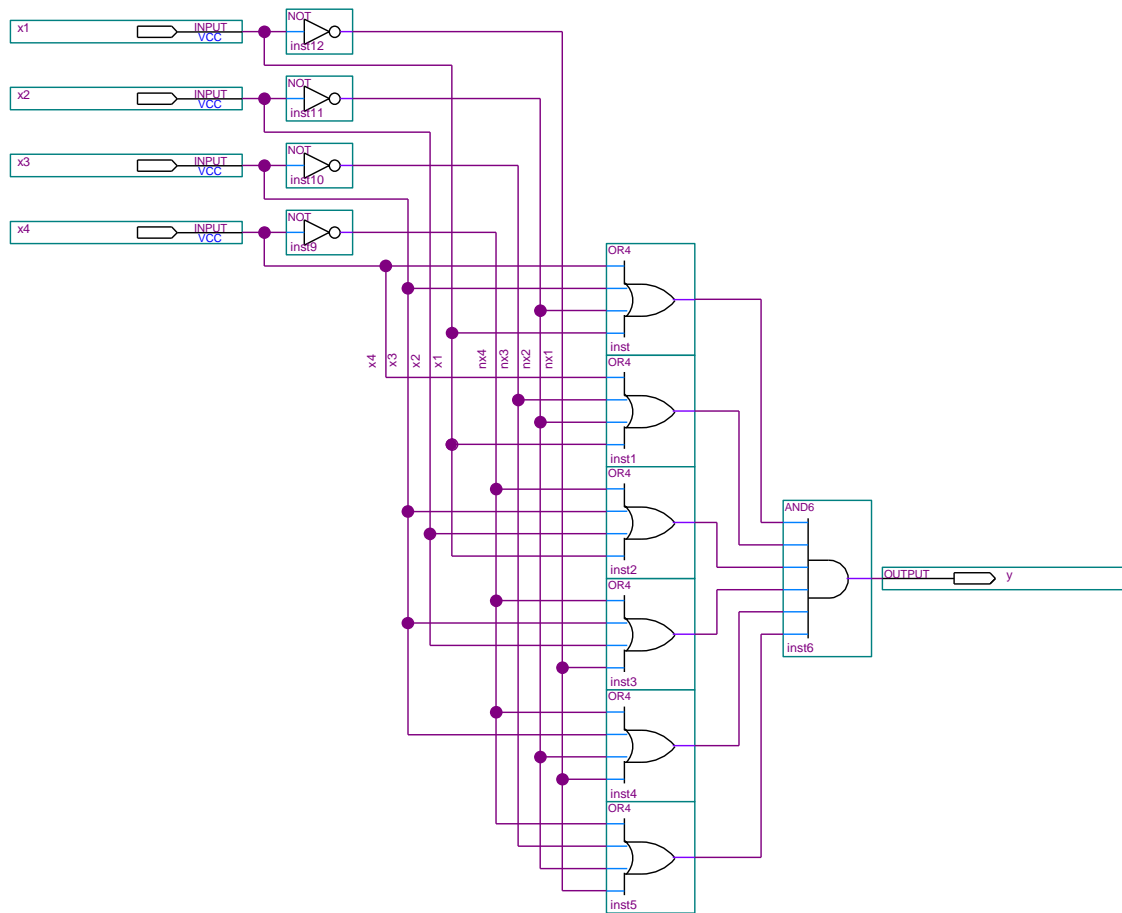 x1
INPUT
VCC
NOT
inst12
x2
INPUT
VCC
NOT
inst11
x3
INPUT
VCC
NOT
inst10
x4
INPUT
VCC
NOT
inst9
x4
x3
x2
x1
nx4
nx3
nx2
nx1
OR4
inst
OR4
inst1
OR4
inst2
OR4
inst3
OR4
inst4
OR4
inst5
AND6
inst6
OUTPUT
y